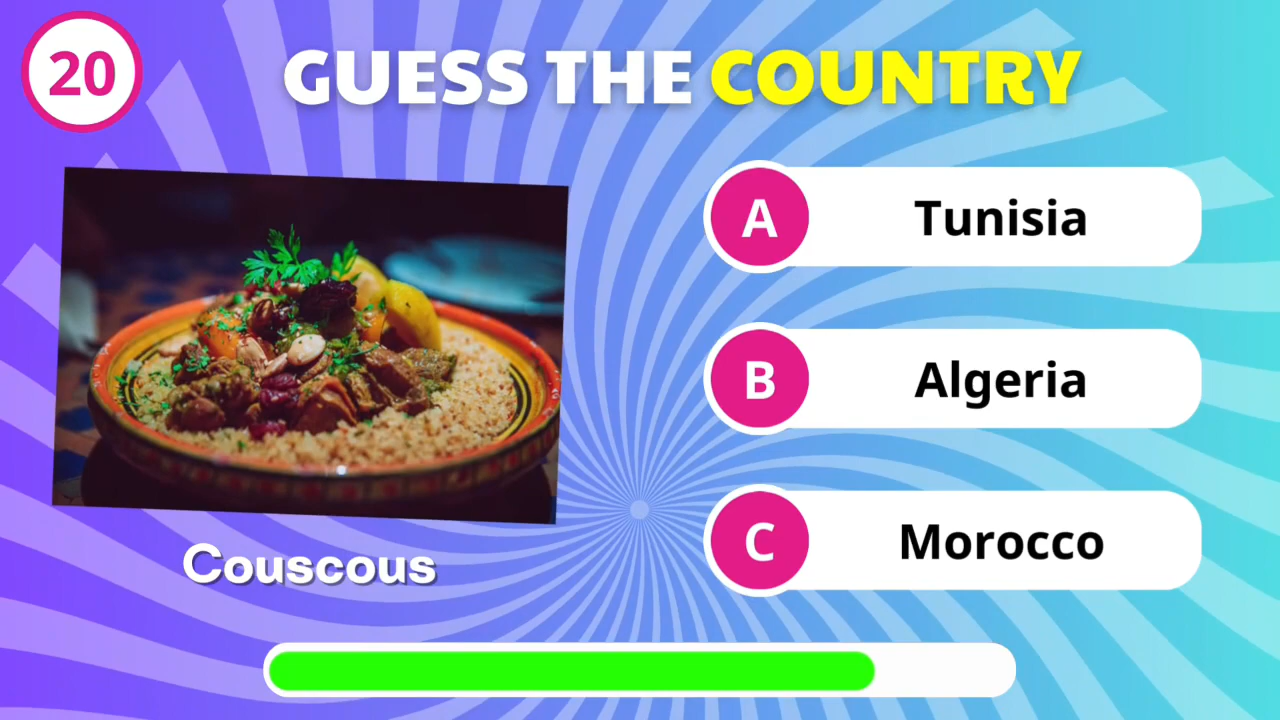 20
GUESS THE COUNTRY
Couscous
A Tunisia
B Algeria
C Morocco